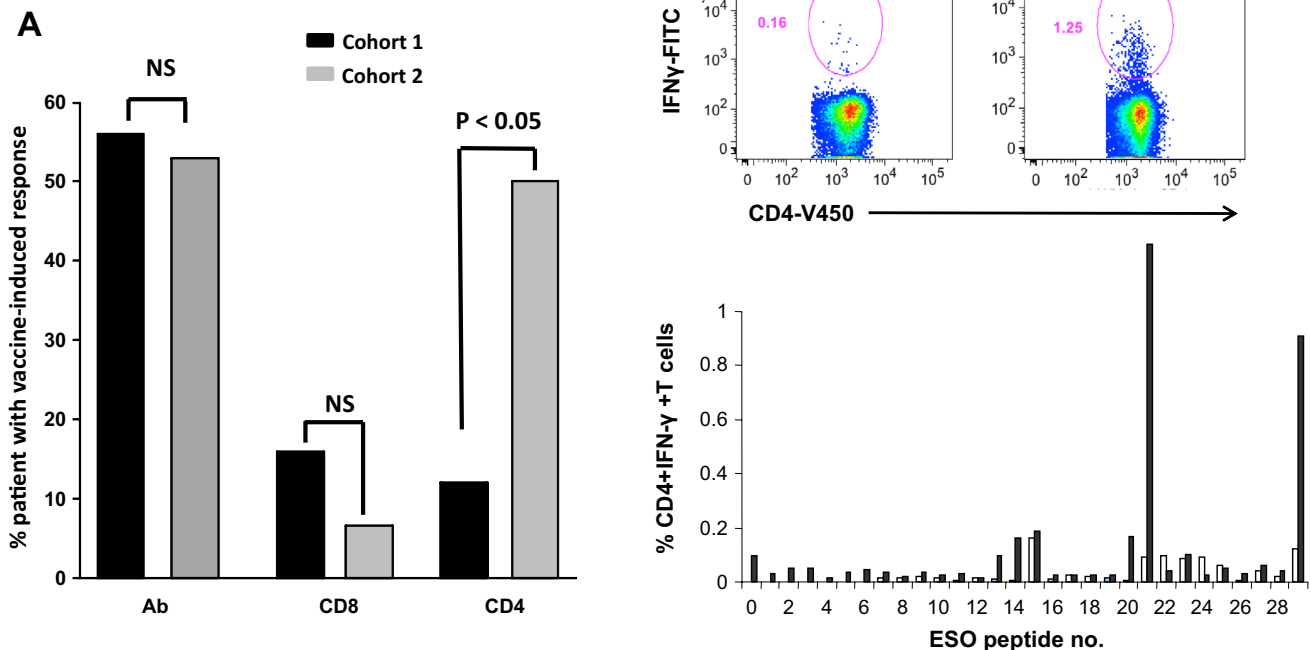 A
Cohort 1
Cohort 2
NS
NS
P < 0.05
% patient with vaccine-induced response
60
50
40
30
20
10
0
Ab CD8 CD4
IFNγ-FITC
10⁴
10³
10²
0
0.16
0 10² 10³ 10⁴ 10⁵
10⁴
10³
10²
0
1.25
0 10² 10³ 10⁴ 10⁵
CD4-V450
% CD4+IFN-γ +T cells
1
0.8
0.6
0.4
0.2
0
0 2 4 6 8 10 12 14 16 18 20 22 24 26 28
ESO peptide no.